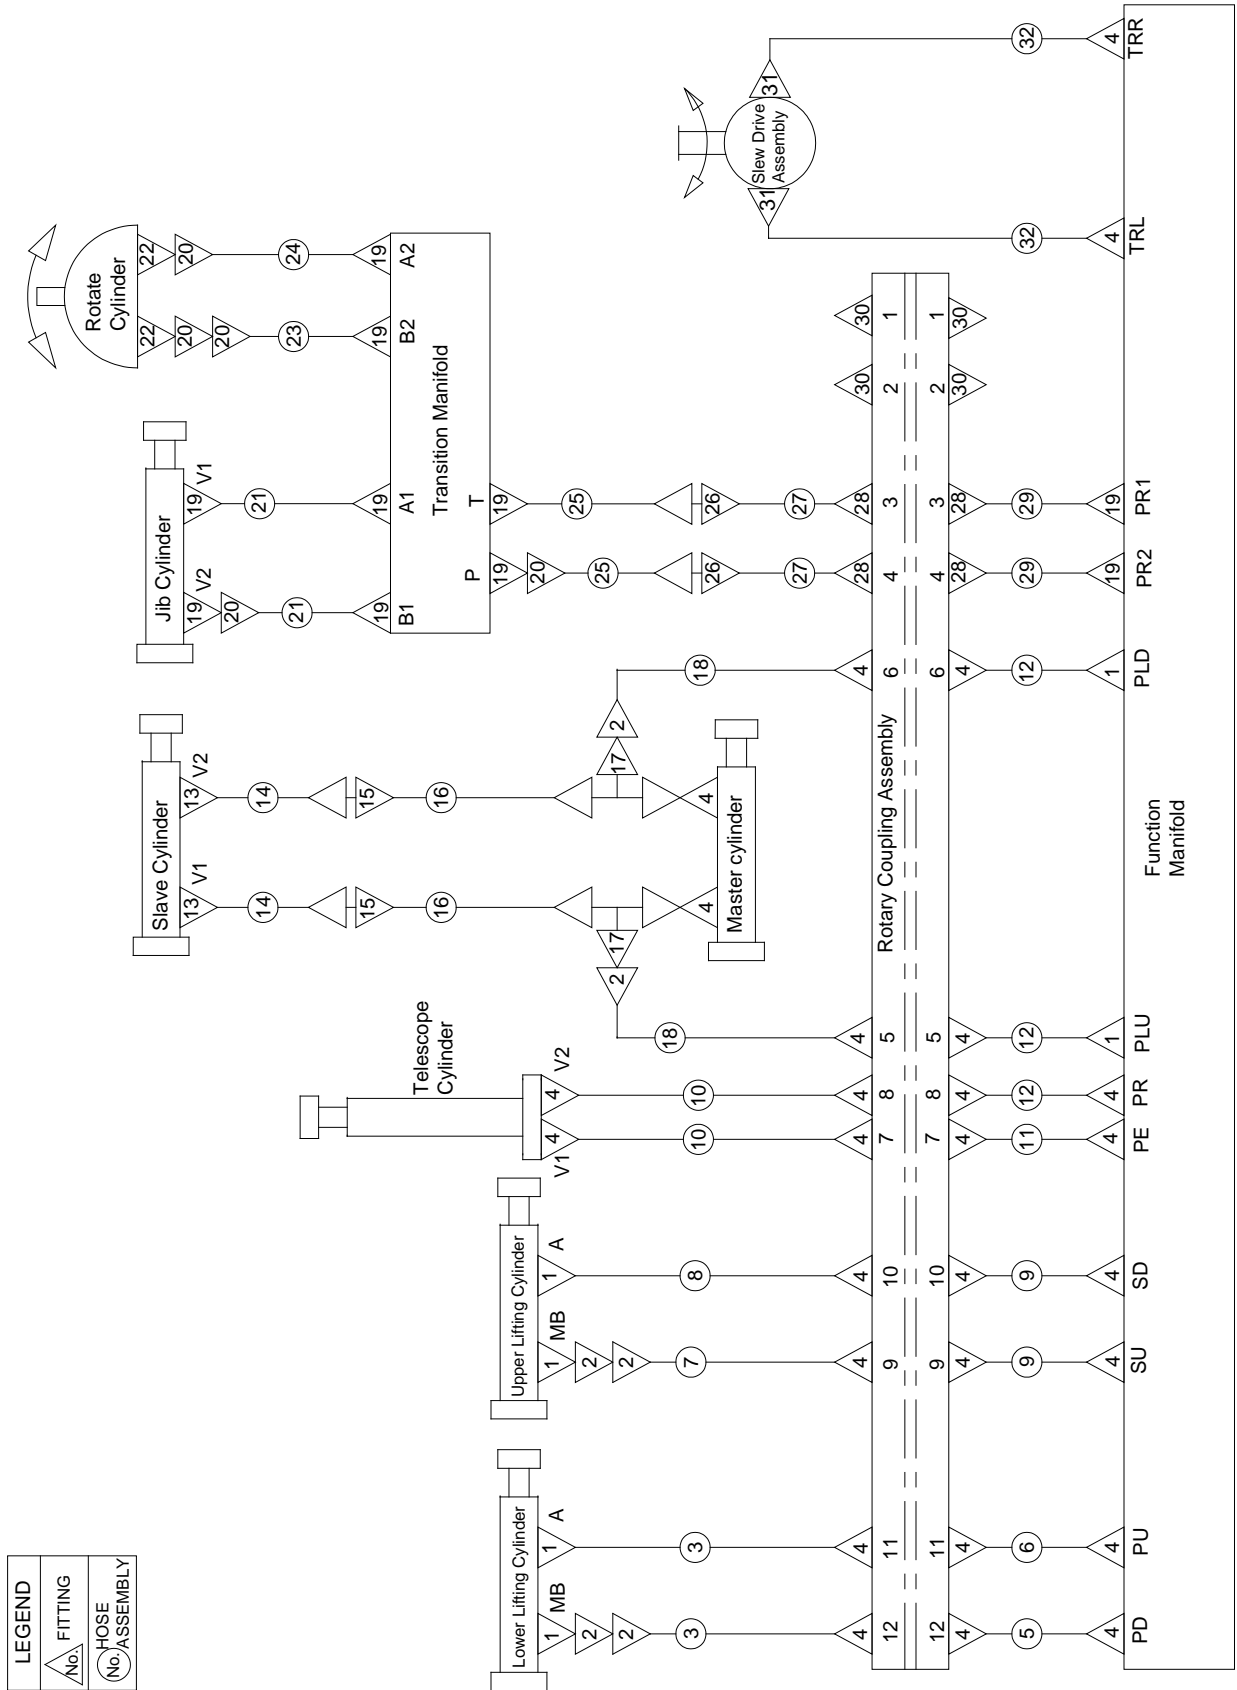 LEGEND
No. FITTING
No. HOSE
ASSEMBLY
Lower Lifting Cylinder
MB
A
1
1
2
2
3
3
4
4
12
11
12
11
4
4
5
6
4
4
PD
PU
Upper Lifting Cylinder
MB
A
1
1
2
2
7
8
4
4
9
10
9
10
4
4
9
9
4
4
SU
SD
Telescope
Cylinder
V1
V2
4
4
10
10
4
4
7
8
7
8
4
4
11
12
4
4
PE
PR
Slave Cylinder
V1
V2
13
13
14
14
15
15
16
16
2
17
17
2
4
4
Master cylinder
18
18
4
4
5
6
Rotary Coupling Assembly
5
6
4
4
12
12
1
1
PLU
PLD
Jib Cylinder
V2
V1
19
19
20
21
21
19
19
B1
A1
Rotate
Cylinder
22
22
20
20
20
23
24
19
19
B2
A2
Transition Manifold
P
T
19
19
20
25
25
26
26
27
27
28
28
4
3
4
3
28
28
29
29
19
19
PR2
PR1
30
30
2
1
2
1
30
30
Slew Drive
Assembly
31
31
32
32
4
4
TRL
TRR
Function
Manifold